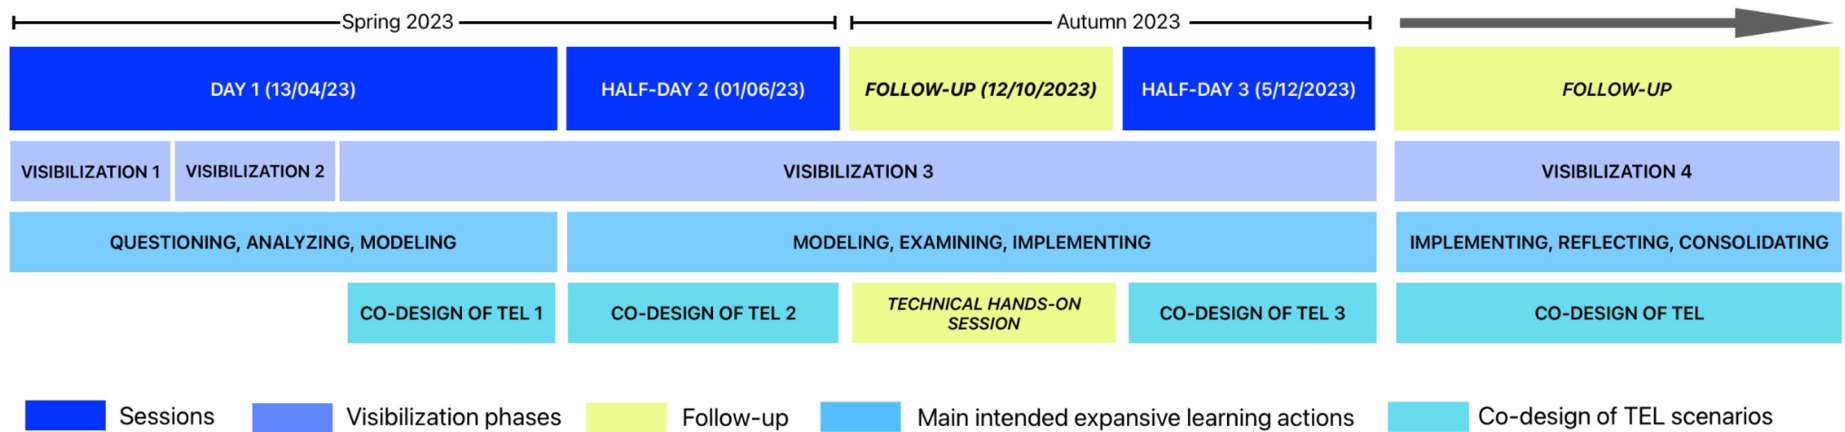 Spring 2023
Autumn 2023
DAY 1 (13/04/23)
HALF-DAY 2 (01/06/23)
FOLLOW-UP (12/10/2023)
HALF-DAY 3 (5/12/2023)
FOLLOW-UP
VISIBILIZATION 1
VISIBILIZATION 2
VISIBILIZATION 3
VISIBILIZATION 4
QUESTIONING, ANALYZING, MODELING
MODELING, EXAMINING, IMPLEMENTING
IMPLEMENTING, REFLECTING, CONSOLIDATING
CO-DESIGN OF TEL 1
CO-DESIGN OF TEL 2
TECHNICAL HANDS-ON
SESSION
CO-DESIGN OF TEL 3
CO-DESIGN OF TEL
Sessions
Visibilization phases
Follow-up
Main intended expansive learning actions
Co-design of TEL scenarios